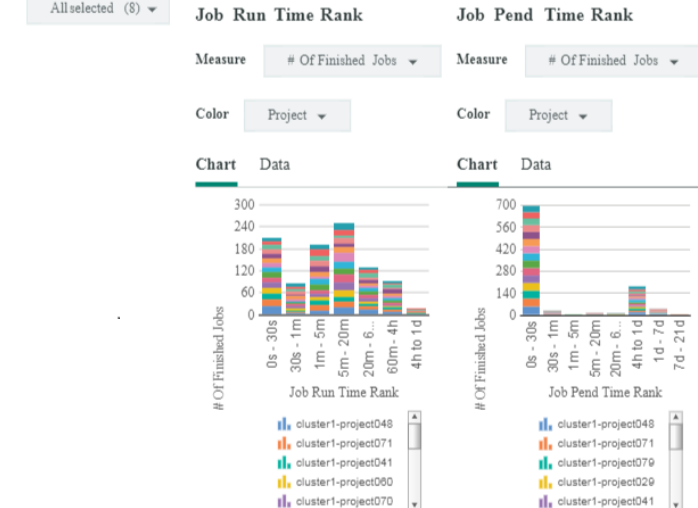 All selected (8)
Job Run Time Rank
Measure # Of Finished Jobs
Color Project
Chart Data
300
240
180
120
60
0
# Of Finished Jobs
0s - 30s
30s - 1m
1m - 5m
5m - 20m
20m - 6...
60m - 4h
4h to 1d
Job Run Time Rank
cluster1-project048
cluster1-project071
cluster1-project041
cluster1-project060
cluster1-project070
Job Pend Time Rank
Measure # Of Finished Jobs
Color Project
Chart Data
700
560
420
280
140
0
# Of Finished Jobs
0s - 30s
30s - 1m
1m - 5m
5m - 20m
20m - 6...
4h to 1d
1d - 7d
7d - 21d
Job Pend Time Rank
cluster1-project048
cluster1-project071
cluster1-project079
cluster1-project029
cluster1-project041